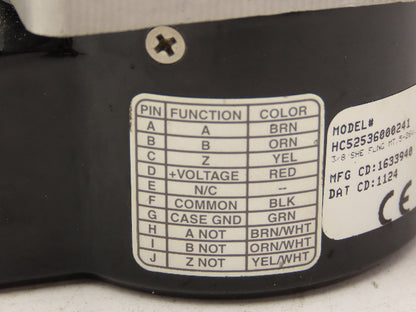 PIN FUNCTION COLOR
A A BRN
B B ORN
C Z YEL
D +VOLTAGE RED
E N/C --
F COMMON BLK
G CASE GND GRN
H A NOT BRN/WHT
I B NOT ORN/WHT
J Z NOT YEL/WHT
MODEL#
HC52536000241
MFG CD:1633940
DAT CD:1124
CE